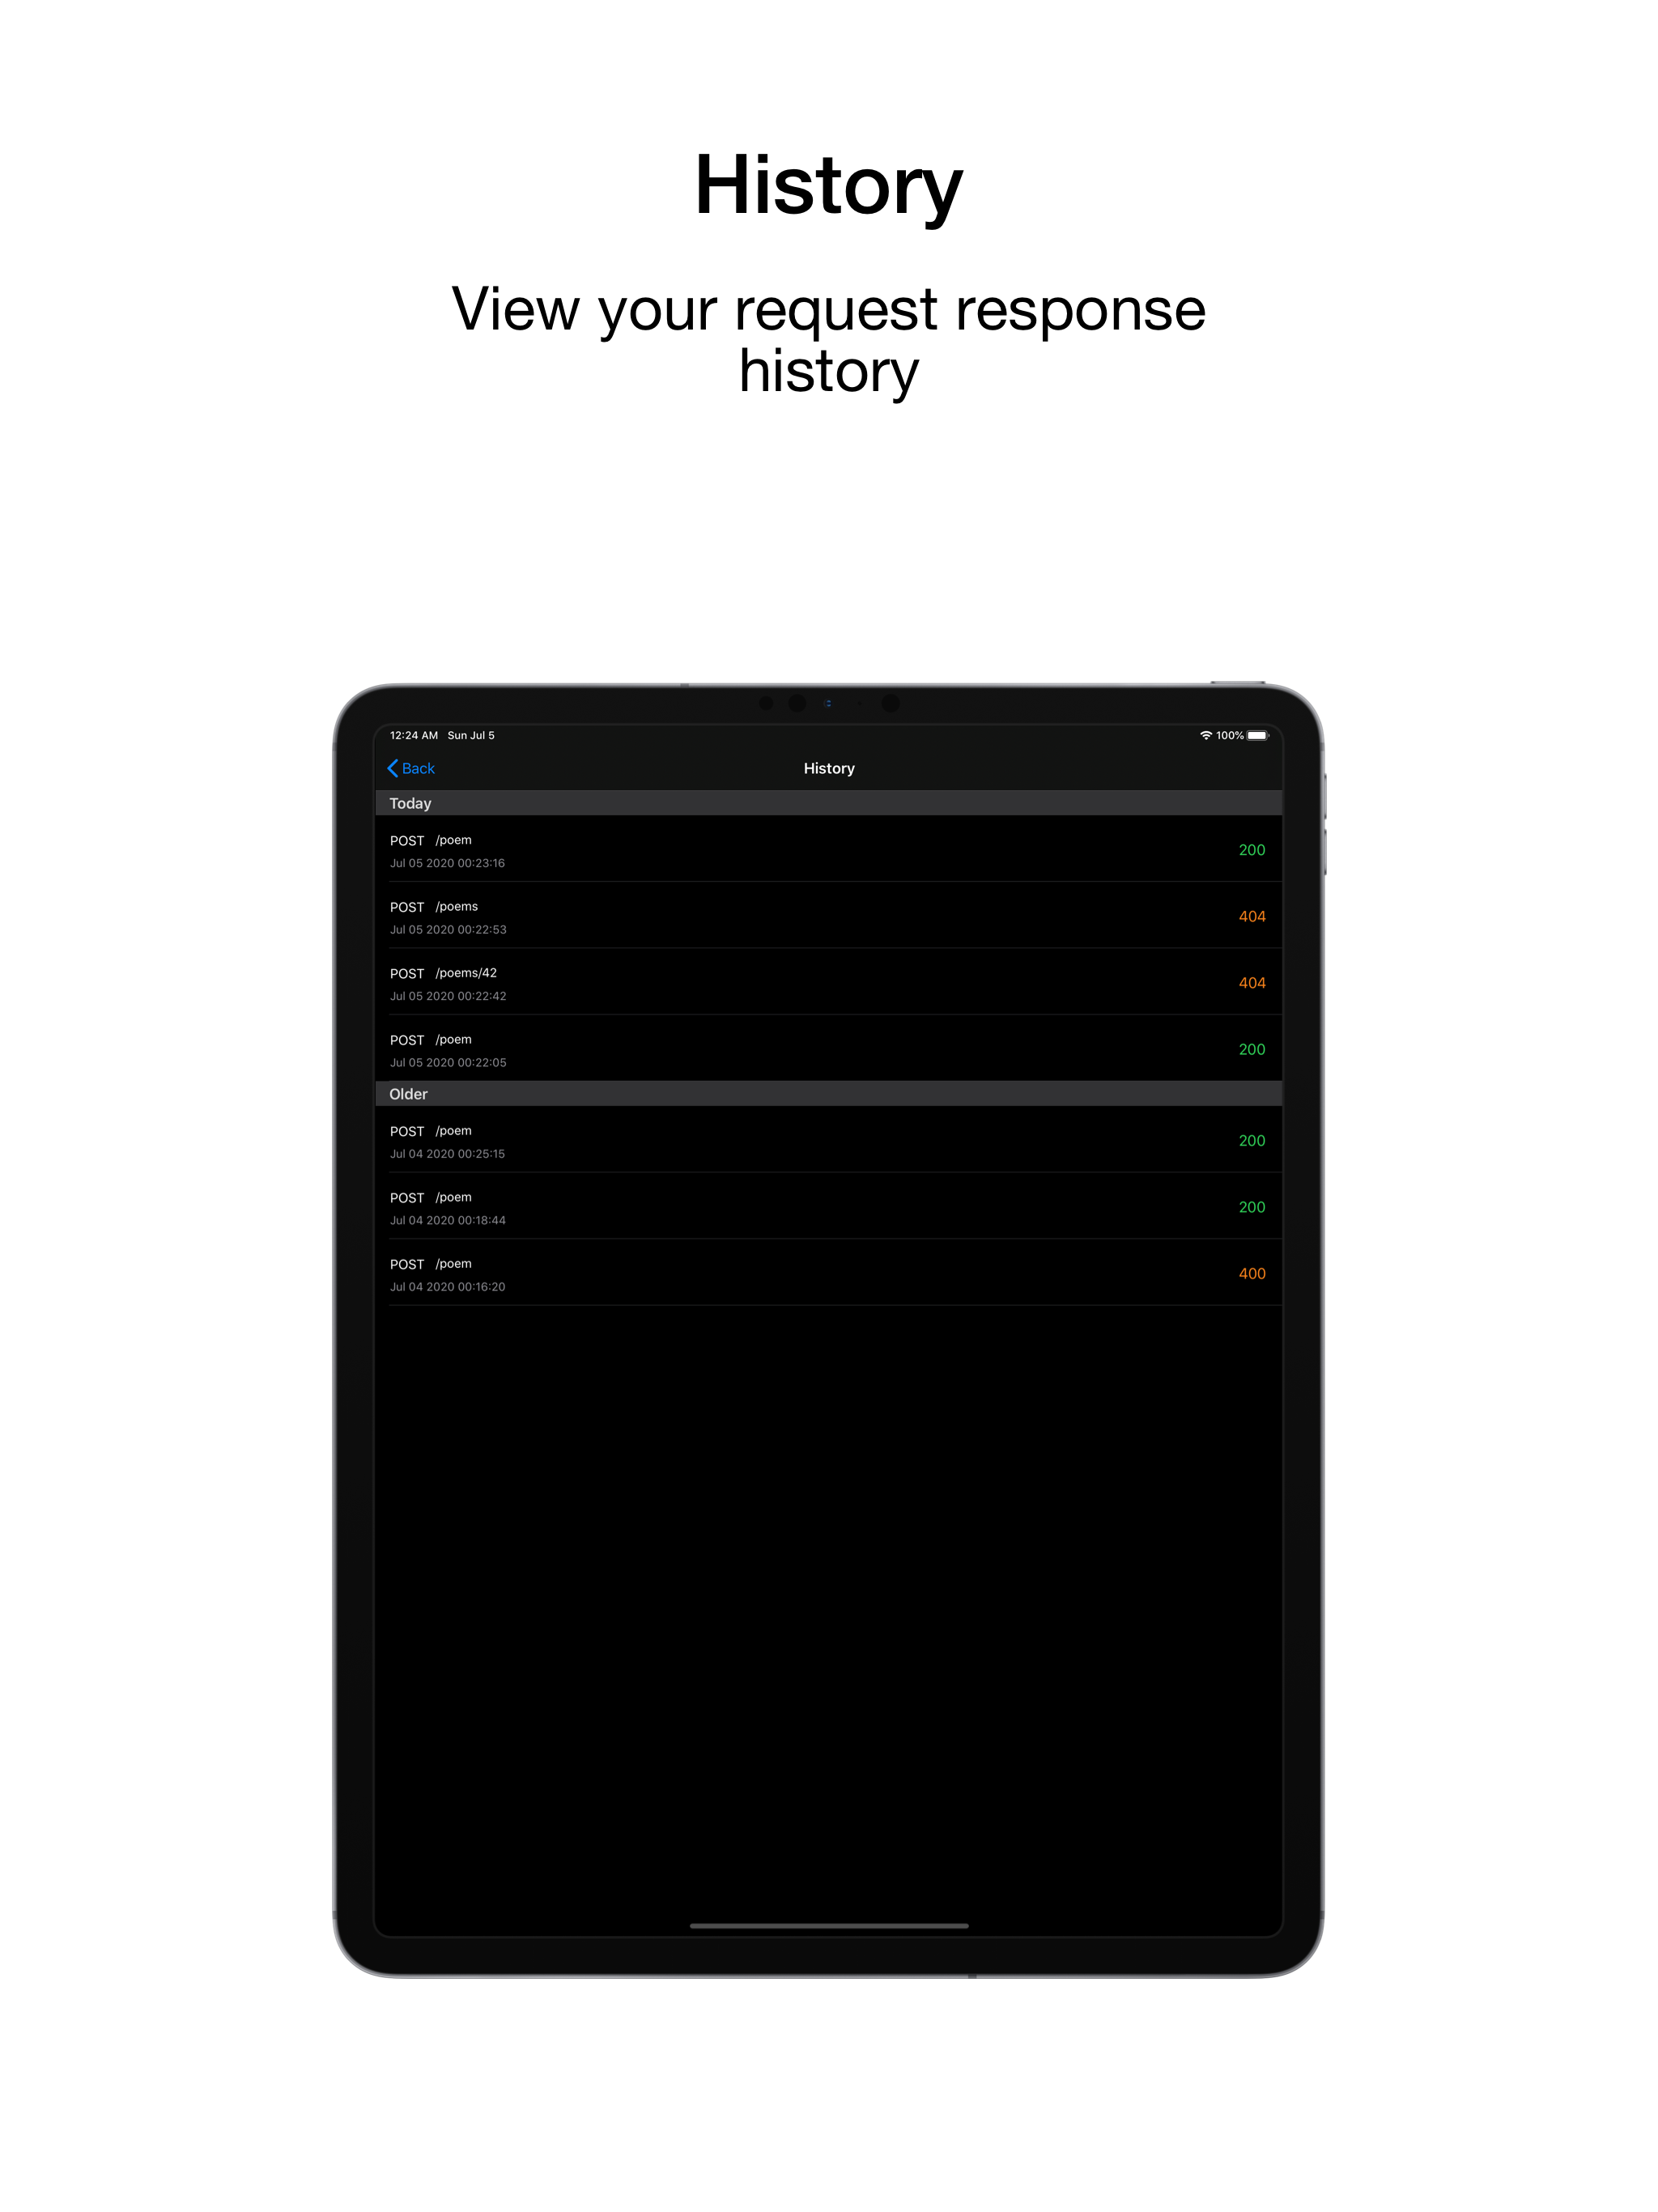 History
View your request response
history
12:24 AM Sun Jul 5 100%
Back History
Today
POST /poem
200
Jul 05 2020 00:23:16
POST /poems
404
Jul 05 2020 00:22:53
POST /poems/42
404
Jul 05 2020 00:22:42
POST /poem
200
Jul 05 2020 00:22:05
Older
POST /poem
200
Jul 04 2020 00:25:15
POST /poem
200
Jul 04 2020 00:18:44
POST /poem
400
Jul 04 2020 00:16:20